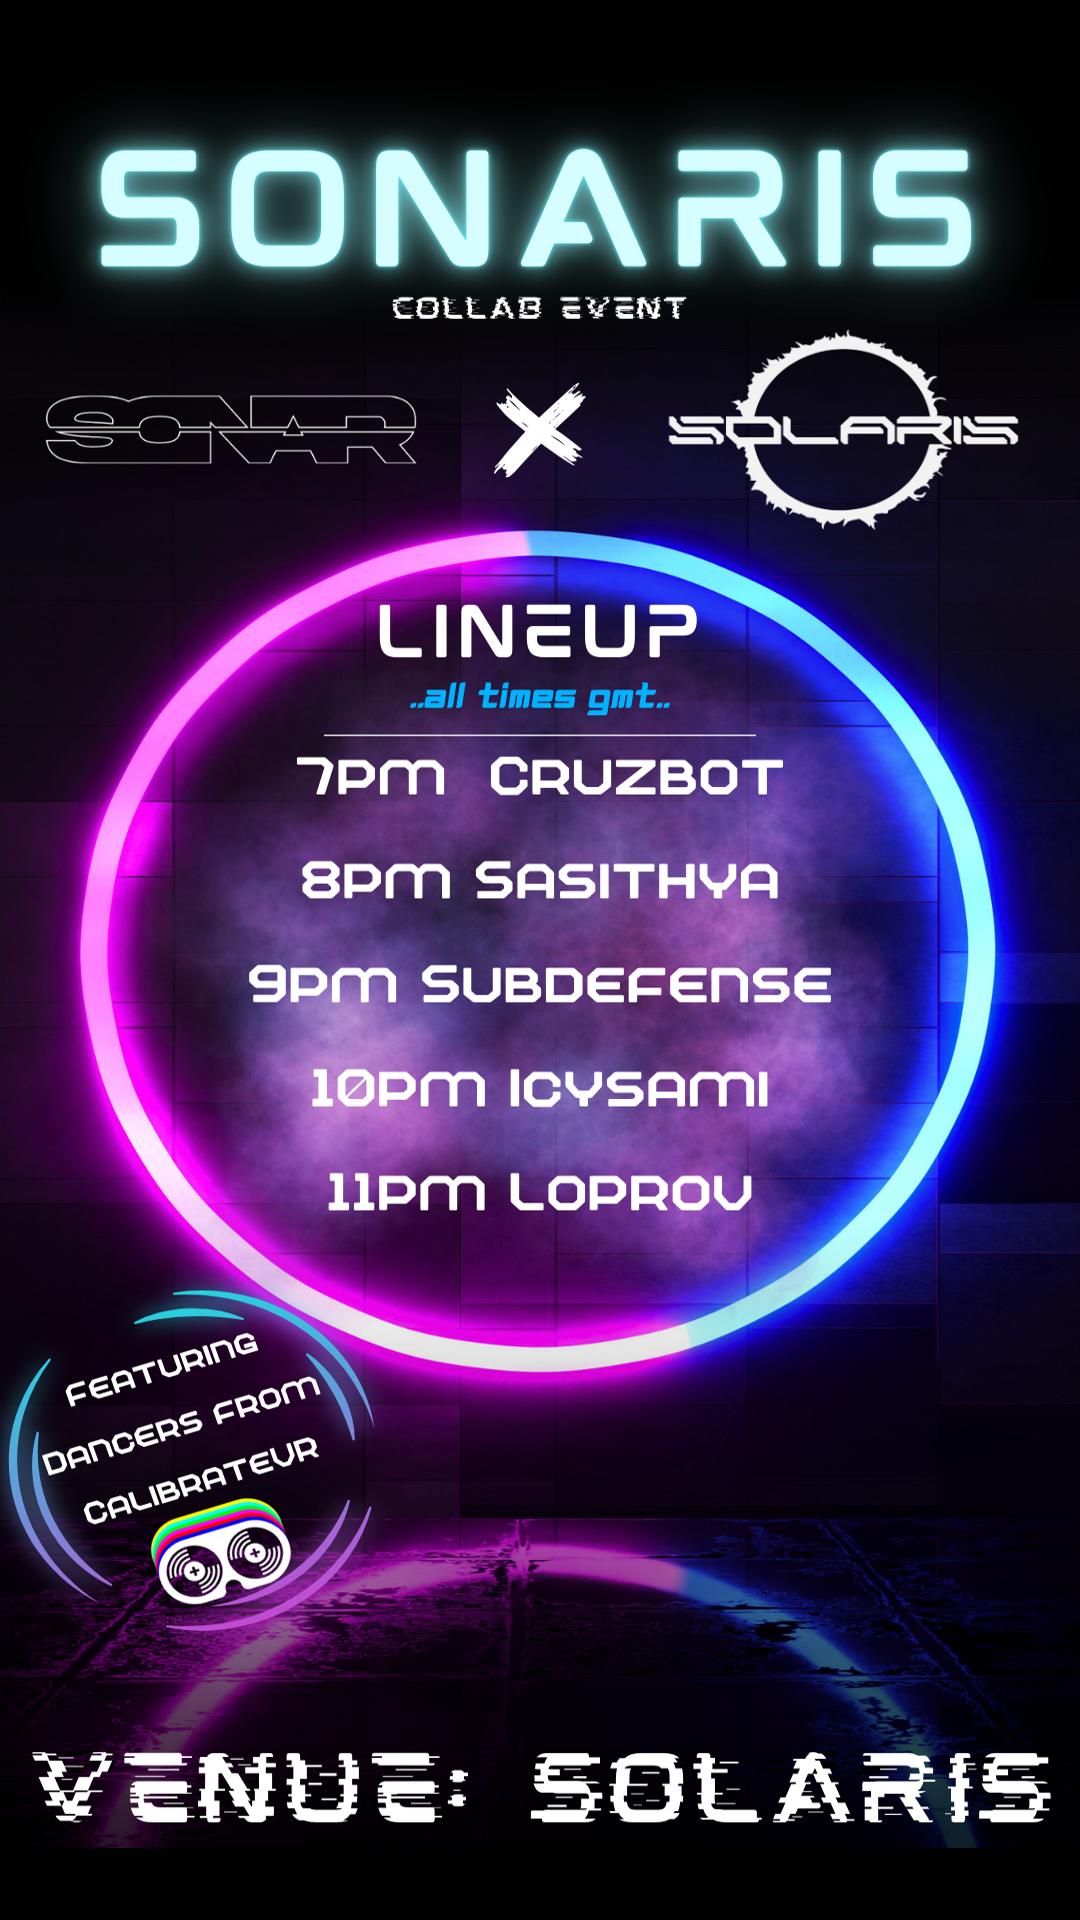 SONARIS
COLLAB EVENT
SONAR X SOLARIS
LINEUP
..all times gmt..
7pm Cruzbot
8pm Sasithya
9pm Subdefense
10pm Icysami
11pm Loprov
FEATURING
DANCERS FROM
CALIBRATEVR
VENUE: SOLARIS